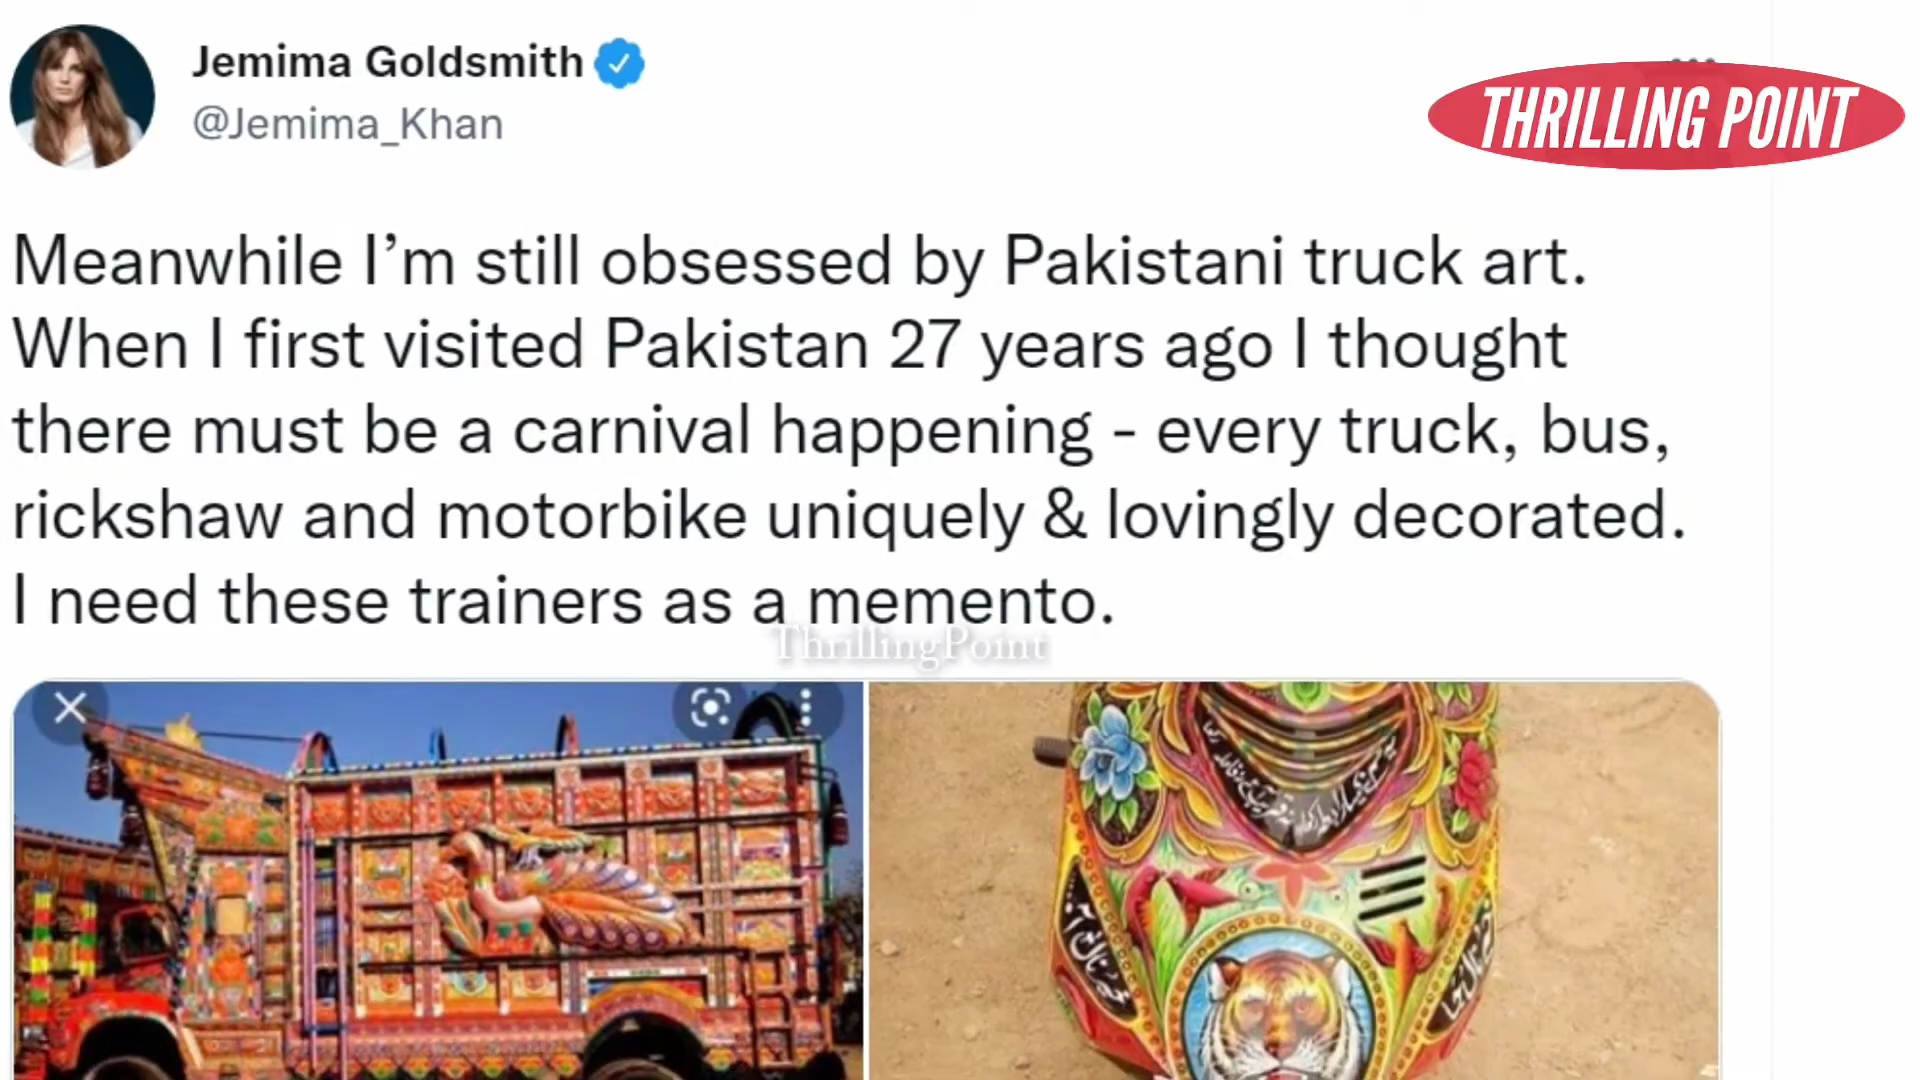 Jemima Goldsmith
@Jemima_Khan
THRILLING POINT
Meanwhile I’m still obsessed by Pakistani truck art.
When I first visited Pakistan 27 years ago I thought
there must be a carnival happening - every truck, bus,
rickshaw and motorbike uniquely & lovingly decorated.
I need these trainers as a memento.
ThrillingPoint